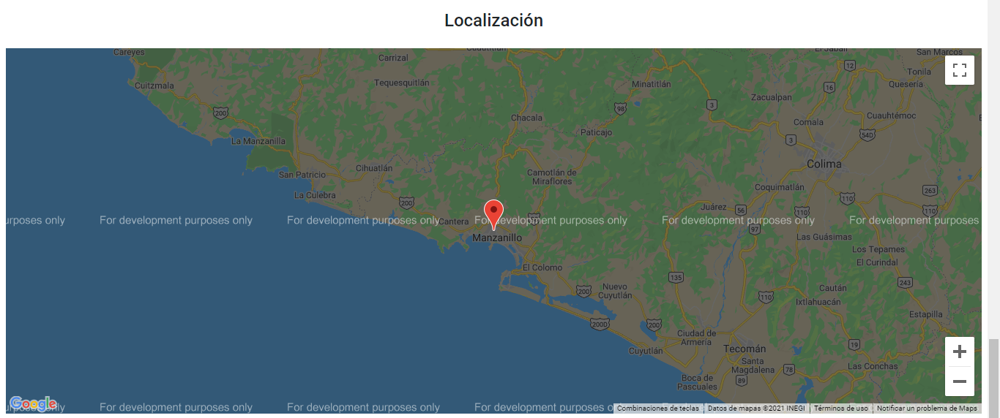 Localización
Careyes
Carrizal
El Jabalí
San Marcos
Cuitzmala
Tequesquitlán
Minatitlán
12
Tonila
Quesería
16
Zacualpan
200
98
3
Chacala
Comala
Cuauhtémoc
La Manzanilla
Paticajo
3
54D
San Patricio
Cihuatlán
Camotlán de
Miraflores
Colima
La Culebra
Coquimatlán
263
200
110
Juárez
56
110
110
urposes only
For development purposes only
For development purposes only
For development purposes only
For development purposes only
For development purposes
Cantera
97
Manzanillo
Las Guásimas
Los Tepames
El Curindal
El Colomo
135
243
Nuevo
Cuyutlán
200
Caután
110
Ixtlahuacán
200D
200
Estapilla
Ciudad de
Armería
19
Cuyutlán
Tecomán
Santa
Magdalena
78
Las Conchas
Boca de
Pascuales
89
Google
urposes only
For development purposes only
For development purposes only
For development purposes o
Combinaciones de teclas
Datos de mapas ©2021 INEGI
Términos de uso
Notificar un problema de Maps